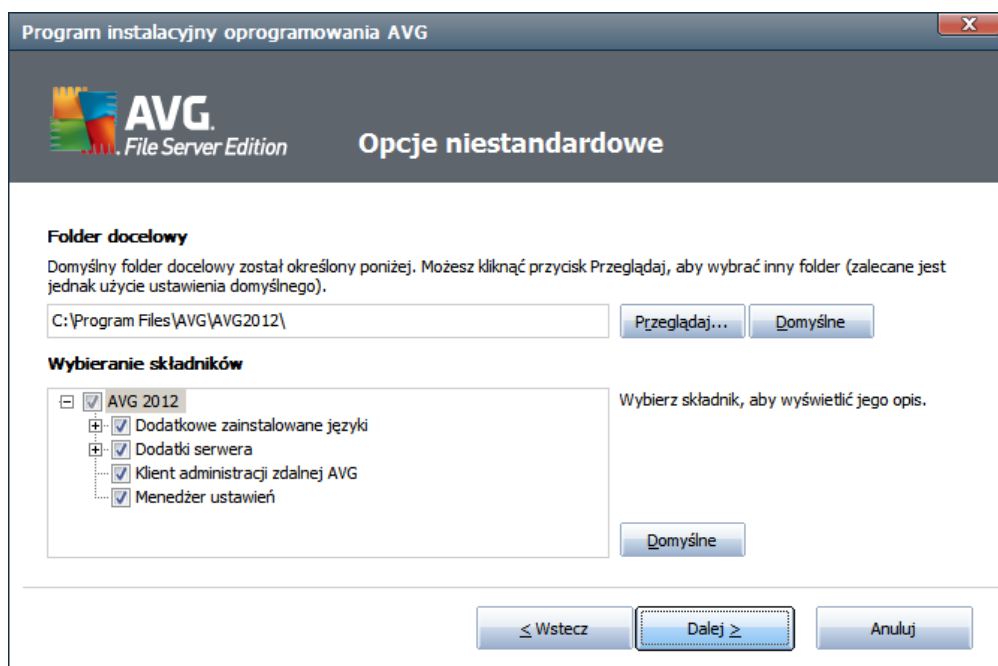 Program instalacyjny oprogramowania AVG
AVG.
File Server Edition
Opcje niestandardowe
Folder docelowy
Domyślny folder docelowy został określony poniżej. Możesz kliknąć przycisk Przeglądaj, aby wybrać inny folder (zalecane jest
jednak użycie ustawienia domyślnego).
C:\Program Files\AVG\AVG2012\
Przeglądaj...
Domyślne
Wybieranie składników
AVG 2012
Dodatkowe zainstalowane języki
Dodatki serwera
Klient administracji zdalnej AVG
Menedżer ustawień
Wybierz składnik, aby wyświetlić jego opis.
Domyślne
< Wstecz
Dalej >
Anuluj